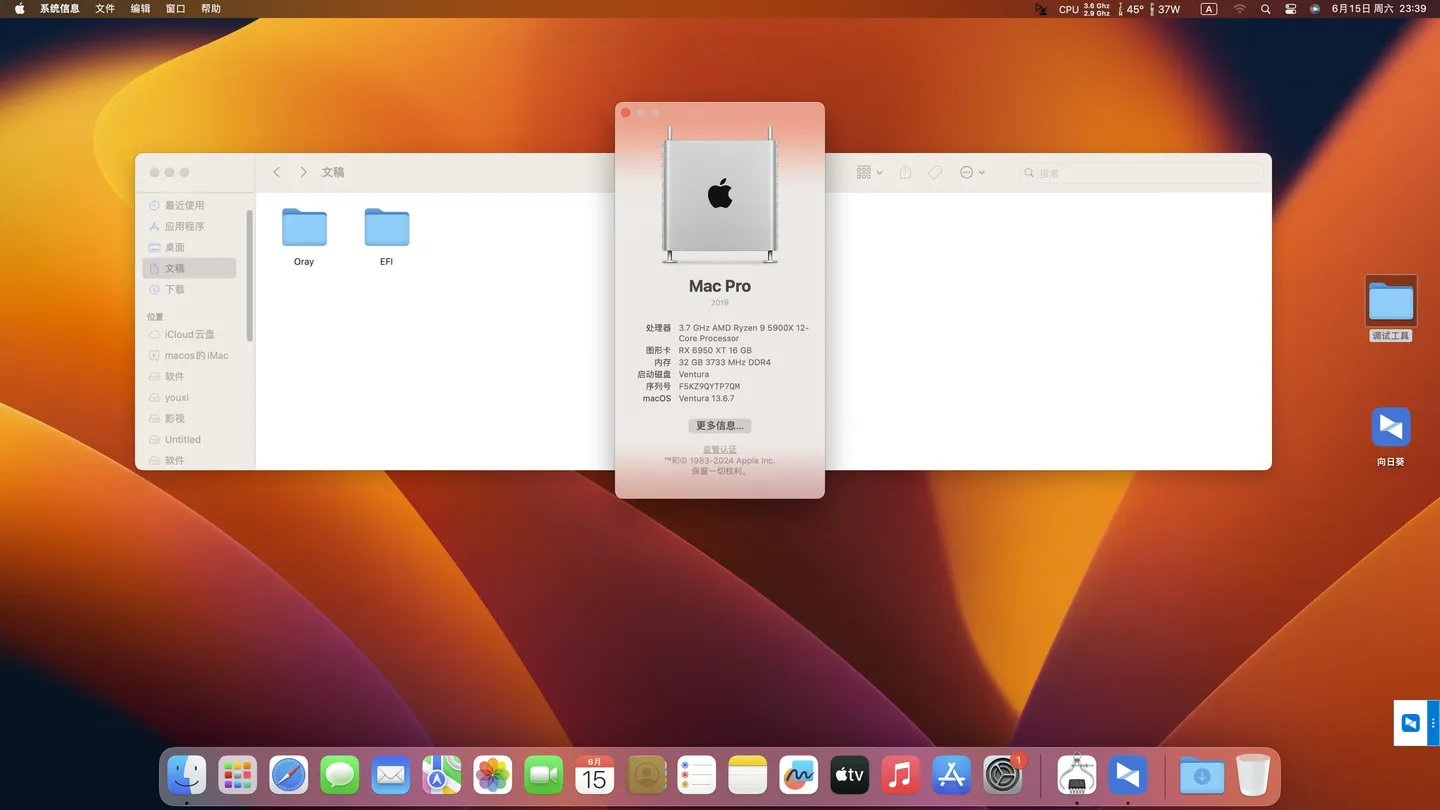 系统信息 文件 编辑 窗口 帮助
CPU 3.6 Ghz 2.9 Ghz 45° 37W A 6月15日 周六 23:39
文稿
搜索
最近使用
应用程序
桌面
文稿
下载
位置
iCloud云盘
macos的iMac
软件
youxi
影视
Untitled
软件
Oray
EFI
Mac Pro
2019
处理器 3.7 GHz AMD Ryzen 9 5900X 12-
Core Processor
图形卡 RX 6950 XT 16 GB
内存 32 GB 3733 MHz DDR4
启动磁盘 Ventura
序列号 F5KZ9QYTP7QM
macOS Ventura 13.6.7
更多信息...
监管认证
™和© 1983-2024 Apple Inc.
保留一切权利。
调试工具
向日葵
6月
15
tv
1